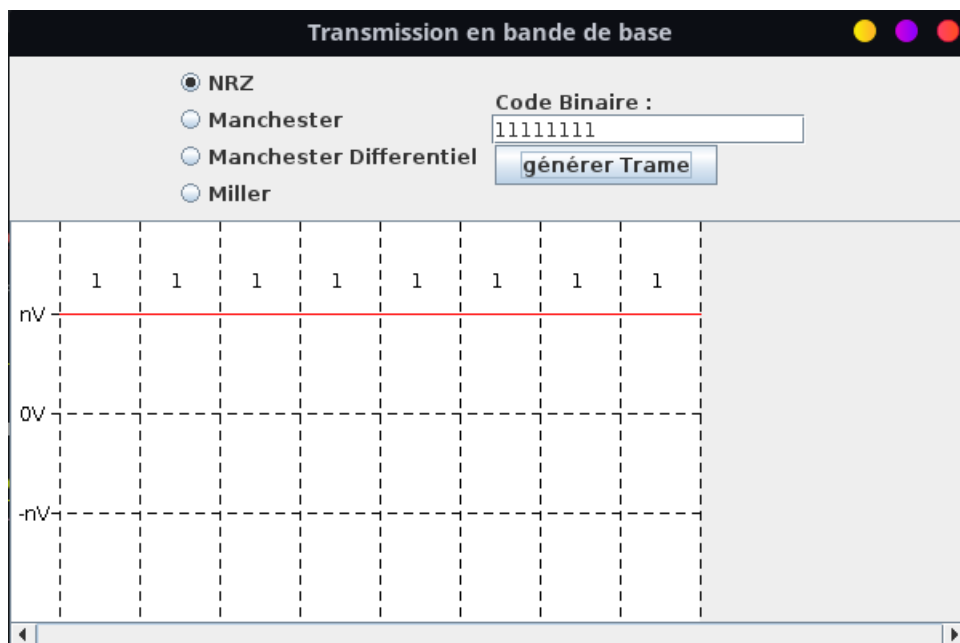 Transmission en bande de base
NRZ
Manchester
Manchester Differentiel
Miller
Code Binaire :
11111111
générer Trame
1 1 1 1 1 1 1 1
nV
0V
-nV